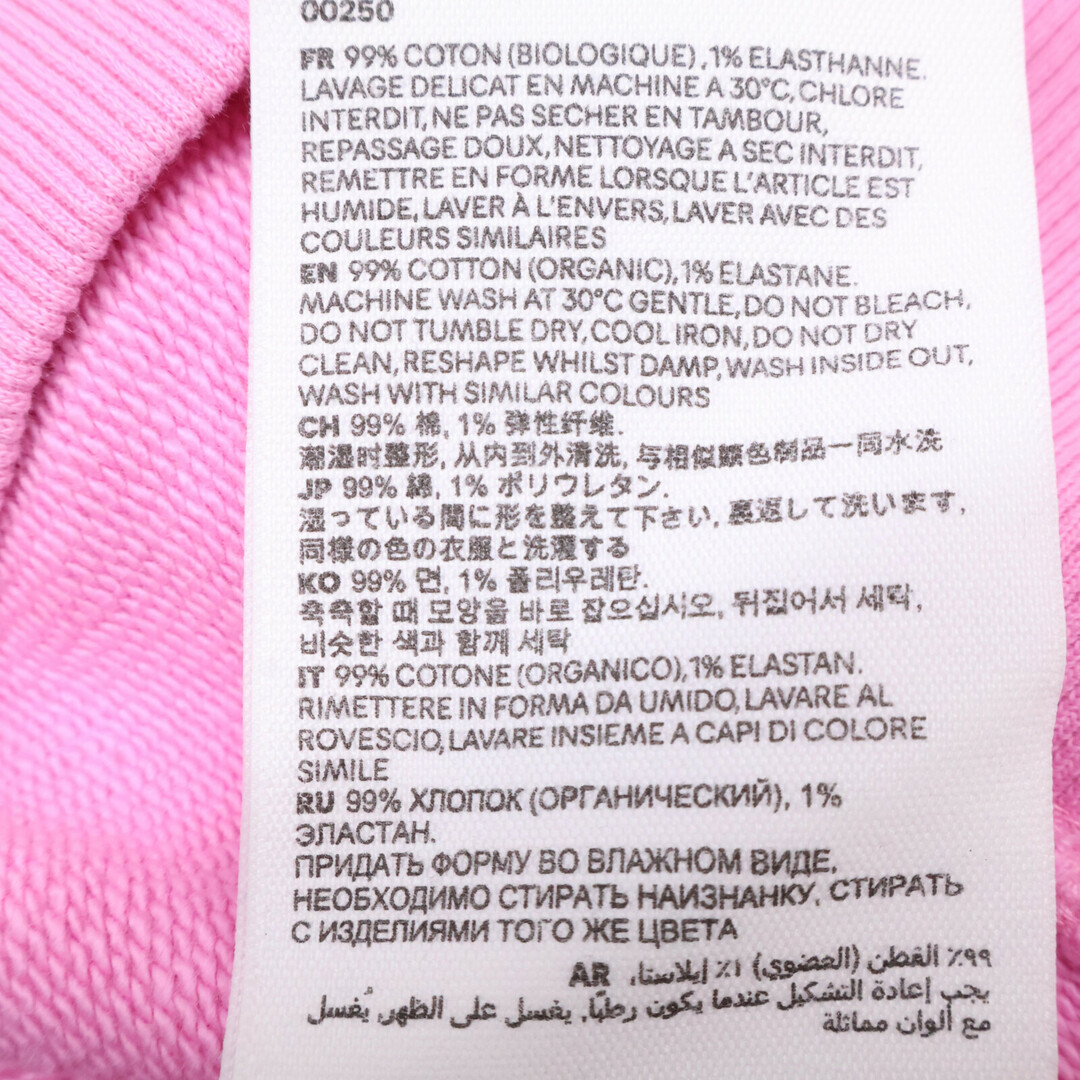 00250
FR 99% COTON (BIOLOGIQUE), 1% ELASTHANNE.
LAVAGE DELICAT EN MACHINE A 30°C, CHLORE
INTERDIT, NE PAS SECHER EN TAMBOUR,
REPASSAGE DOUX, NETTOYAGE A SEC INTERDIT,
REMETTRE EN FORME LORSQUE L'ARTICLE EST
HUMIDE, LAVER À L'ENVERS, LAVER AVEC DES
COULEURS SIMILAIRES
EN 99% COTTON (ORGANIC), 1% ELASTANE.
MACHINE WASH AT 30°C GENTLE, DO NOT BLEACH,
DO NOT TUMBLE DRY, COOL IRON, DO NOT DRY
CLEAN, RESHAPE WHILST DAMP, WASH INSIDE OUT,
WASH WITH SIMILAR COLOURS
CH 99% 棉, 1% 弹性纤维.
潮湿时整形, 从内到外清洗, 与相似颜色制品一同水洗
JP 99% 綿, 1% ポリウレタン.
湿っている間に形を整えて下さい, 裏返して洗います,
同様の色の衣服と洗濯する
KO 99% 면, 1% 폴리우레탄.
축축할 때 모양을 바로 잡으십시오, 뒤집어서 세탁,
비슷한 색과 함께 세탁
IT 99% COTONE (ORGANICO), 1% ELASTAN.
RIMETTERE IN FORMA DA UMIDO, LAVARE AL
ROVESCIO, LAVARE INSIEME A CAPI DI COLORE
SIMILE
RU 99% ХЛОПОК (ОРГАНИЧЕСКИЙ), 1%
ЭЛАСТАН.
ПРИДАТЬ ФОРМУ ВО ВЛАЖНОМ ВИДЕ,
НЕОБХОДИМО СТИРАТЬ НАИЗНАНКУ, СТИРАТЬ
С ИЗДЕЛИЯМИ ТОГО ЖЕ ЦВЕТА
٩٩٪ القطن (العضوي) ١٪ إيلاستا. AR
يجب إعادة التشكيل عندما يكون رطبًا, يغسل على الظهر, يُغسل
مع ألوان مماثلة